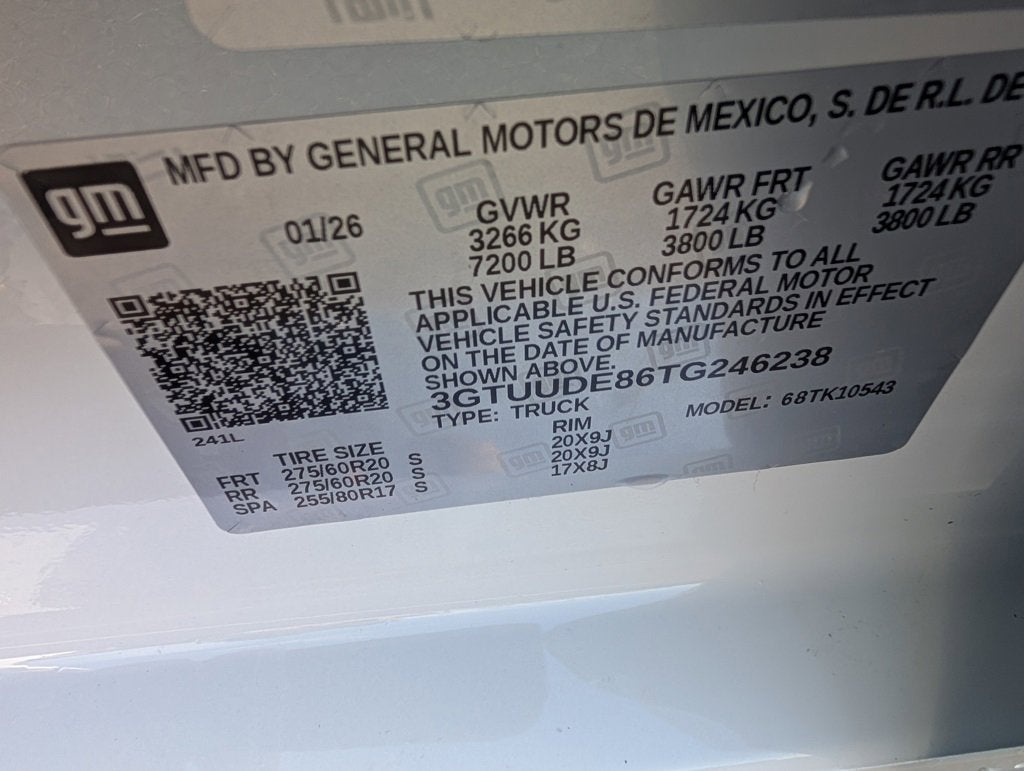 gm
MFD BY GENERAL MOTORS DE MEXICO, S. DE R.L. DE
01/26
GVWR
3266 KG
7200 LB
GAWR FRT
1724 KG
3800 LB
GAWR RR
1724 KG
3800 LB
THIS VEHICLE CONFORMS TO ALL
APPLICABLE U.S. FEDERAL MOTOR
VEHICLE SAFETY STANDARDS IN EFFECT
ON THE DATE OF MANUFACTURE
SHOWN ABOVE.
3GTUUDE86TG246238
TYPE: TRUCK
MODEL: 68TK10543
241L
TIRE SIZE RIM
FRT 275/60R20 S 20X9J
RR 275/60R20 S 20X9J
SPA 255/80R17 S 17X8J